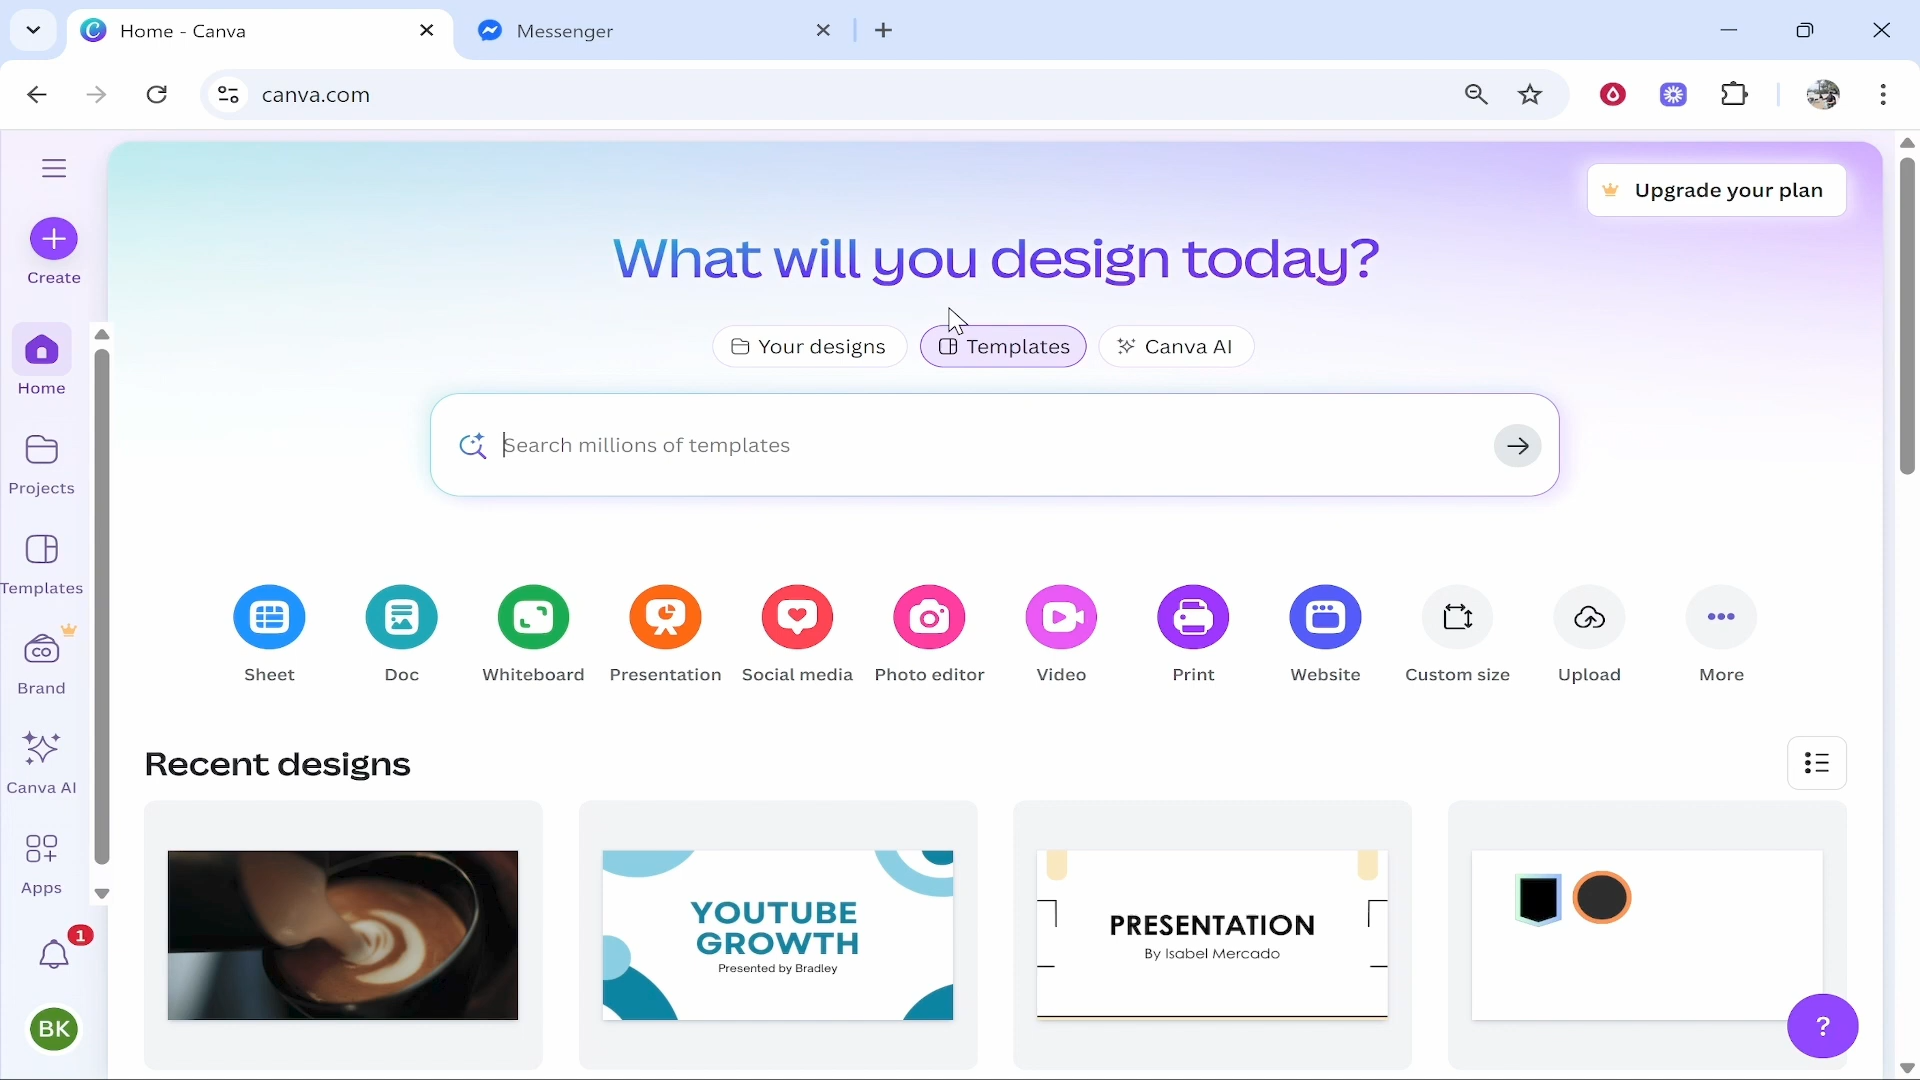 Home - Canva
Messenger
canva.com
Upgrade your plan
What will you design today?
Create
Your designs
Templates
Canva AI
Home
Search millions of templates
Projects
Templates
Sheet
Doc
Whiteboard
Presentation
Social media
Photo editor
Video
Print
Website
Custom size
Upload
More
CO
Brand
Canva AI
Recent designs
Apps
1
BK
YOUTUBE
GROWTH
Presented by Bradley
PRESENTATION
By Isabel Mercado
?